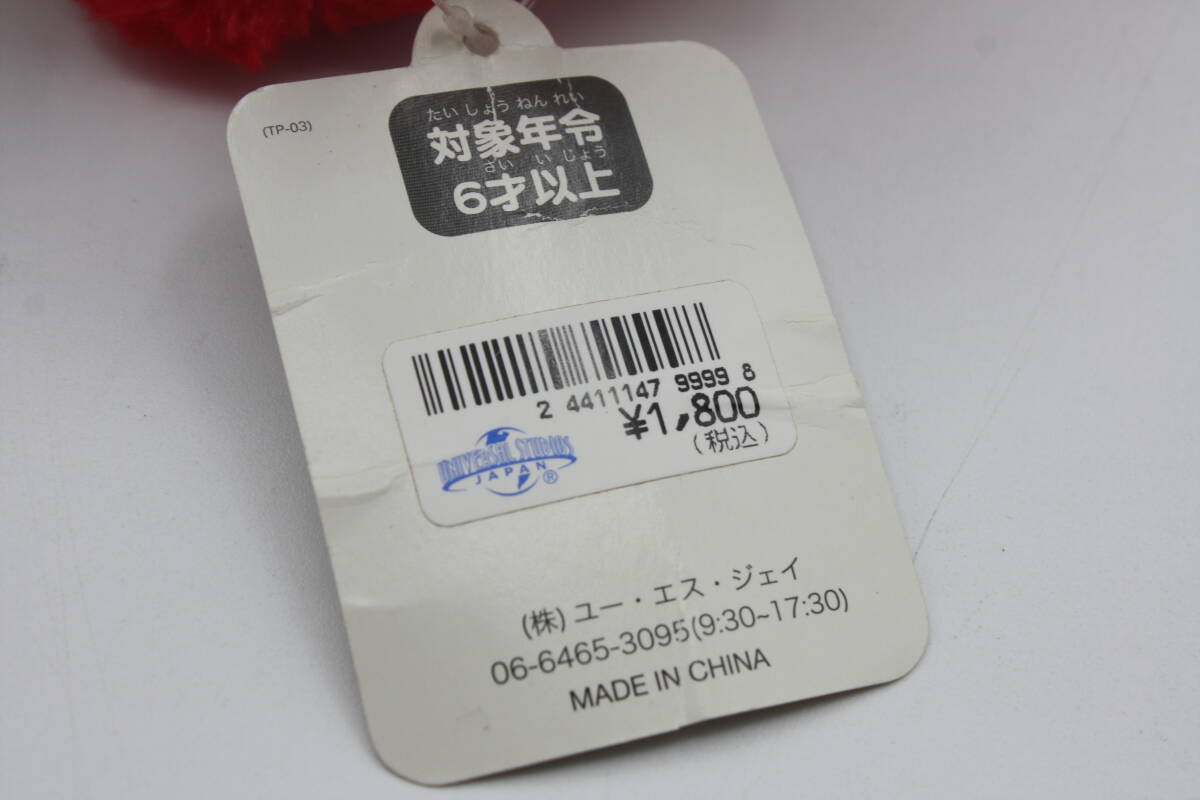 (TP-03)
たいしょうねんれい
対象年令
さい いじょう
6才以上
2 4411147 9999 8
¥1,800
(税込)
UNIVERSAL STUDIOS
JAPAN ®
(株)ユー・エス・ジェイ
06-6465-3095(9:30~17:30)
MADE IN CHINA